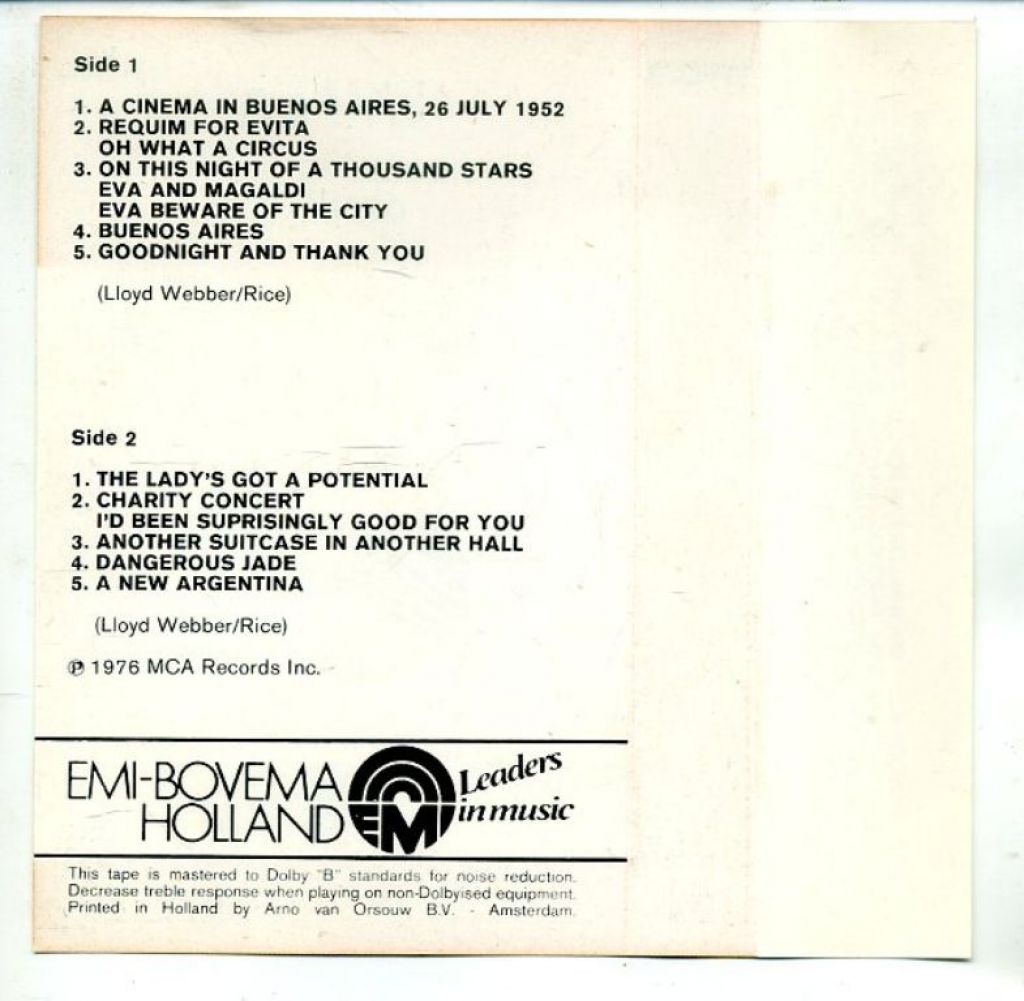 Side 1
1. A CINEMA IN BUENOS AIRES, 26 JULY 1952
2. REQUIM FOR EVITA
OH WHAT A CIRCUS
3. ON THIS NIGHT OF A THOUSAND STARS
EVA AND MAGALDI
EVA BEWARE OF THE CITY
4. BUENOS AIRES
5. GOODNIGHT AND THANK YOU
(Lloyd Webber/Rice)
Side 2
1. THE LADY'S GOT A POTENTIAL
2. CHARITY CONCERT
I'D BEEN SUPRISINGLY GOOD FOR YOU
3. ANOTHER SUITCASE IN ANOTHER HALL
4. DANGEROUS JADE
5. A NEW ARGENTINA
(Lloyd Webber/Rice)
℗ 1976 MCA Records Inc.
EMI-BOVEMA
HOLLAND
EM
Leaders
in music
This tape is mastered to Dolby "B" standards for noise reduction.
Decrease treble response when playing on non-Dolbyised equipment.
Printed in Holland by Arno van Orsouw B.V. - Amsterdam.